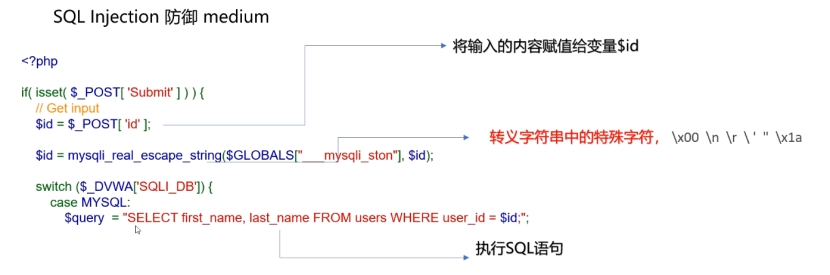 SQL Injection 防御 medium
将输入的内容赋值给变量$id
<?php
if( isset( $_POST[ 'Submit' ] ) ) {
// Get input
$id = $_POST[ 'id' ];
转义字符串中的特殊字符， \x00 \n \r \ ' " \x1a
$id = mysqli_real_escape_string($GLOBALS["___mysqli_ston"], $id);
switch ($_DVWA['SQLI_DB']) {
case MYSQL:
$query = "SELECT first_name, last_name FROM users WHERE user_id = $id;";
执行SQL语句